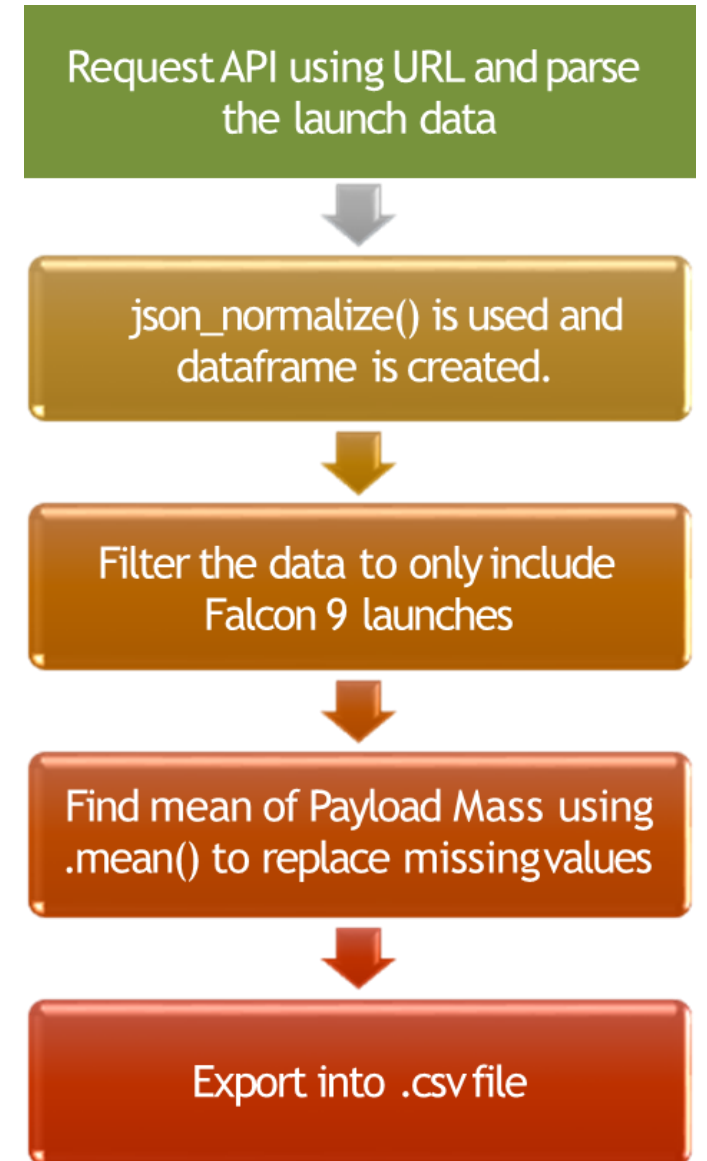 Request API using URL and parse
the launch data
json_normalize() is used and
dataframe is created.
Filter the data to only include
Falcon 9 launches
Find mean of Payload Mass using
.mean() to replace missing values
Export into .csv file